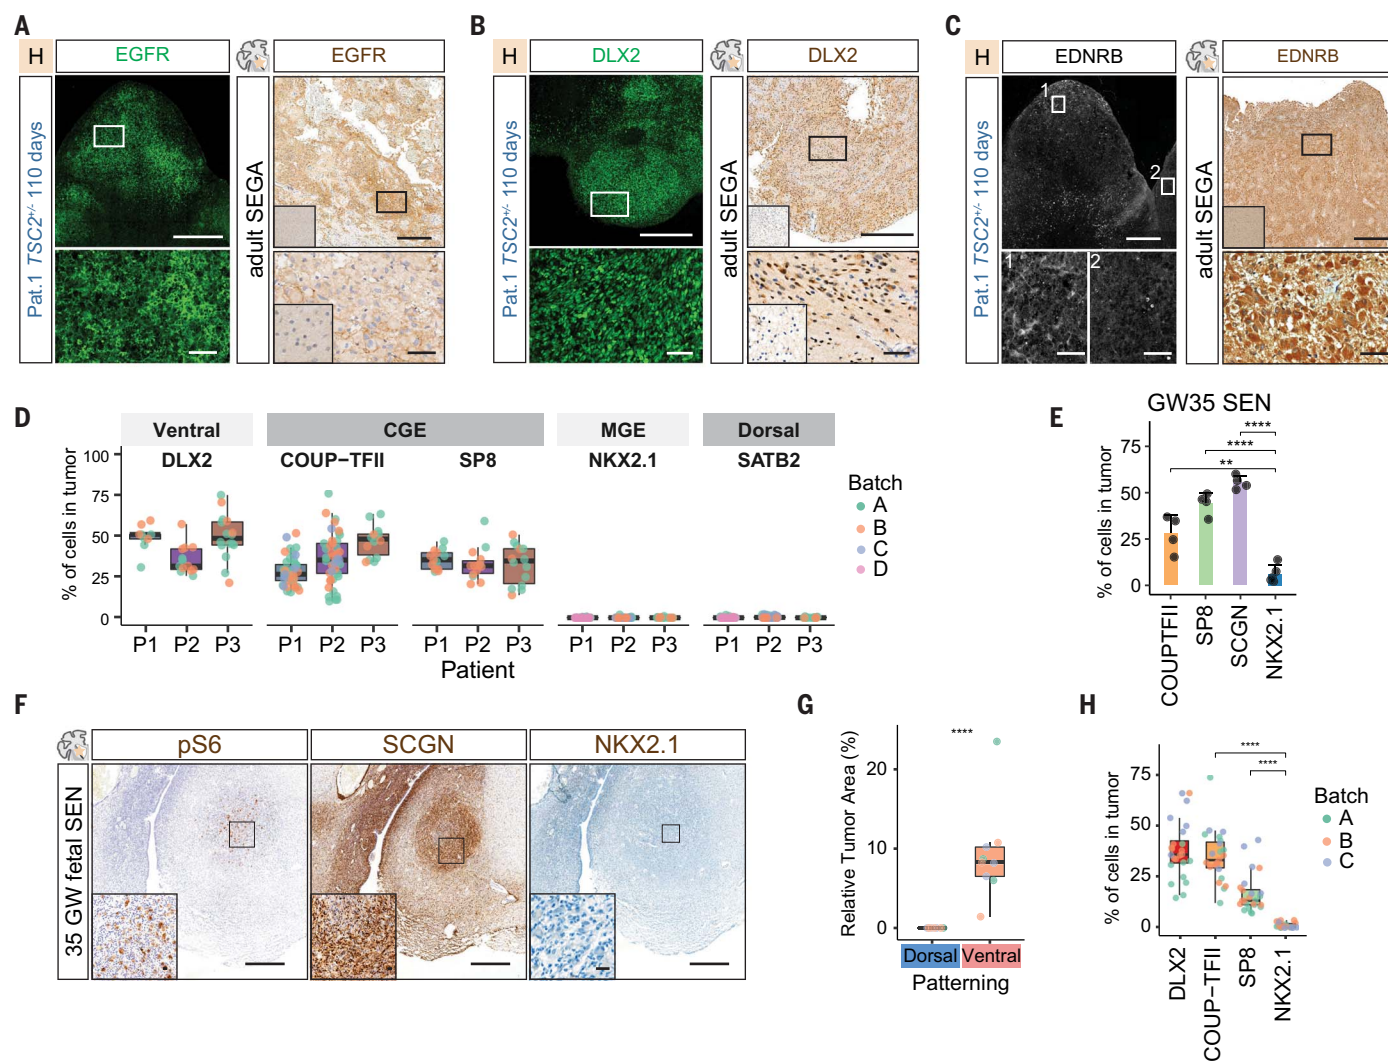 A
H
EGFR
EGFR
Pat.1 TSC2+/- 110 days
adult SEGA
B
H
DLX2
DLX2
Pat.1 TSC2+/- 110 days
adult SEGA
C
H
EDNRB
EDNRB
Pat.1 TSC2+/- 110 days
1
2
1
2
adult SEGA
D
Ventral
CGE
MGE
Dorsal
DLX2
COUP−TFII
SP8
NKX2.1
SATB2
% of cells in tumor
100
75
50
25
0
P1 P2 P3
P1 P2 P3
P1 P2 P3
P1 P2 P3
P1 P2 P3
Patient
Batch
A
B
C
D
E
GW35 SEN
% of cells in tumor
75
50
25
0
****
****
**
COUPTFII
SP8
SCGN
NKX2.1
F
pS6
SCGN
NKX2.1
35 GW fetal SEN
G
Relative Tumor Area (%)
20
10
0
****
Dorsal
Ventral
Patterning
H
% of cells in tumor
75
50
25
0
****
****
DLX2
COUP−TFII
SP8
NKX2.1
Batch
A
B
C